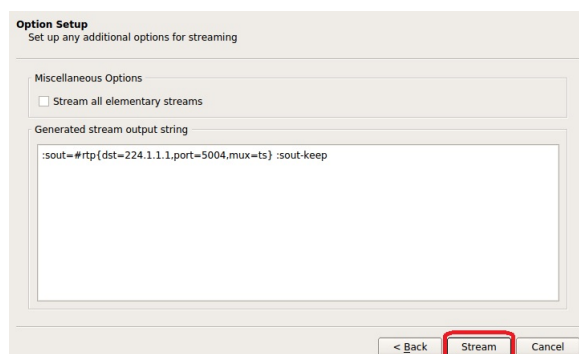 Option Setup
Set up any additional options for streaming
Miscellaneous Options
Stream all elementary streams
Generated stream output string
:sout=#rtp{dst=224.1.1.1,port=5004,mux=ts} :sout-keep
< Back Stream Cancel